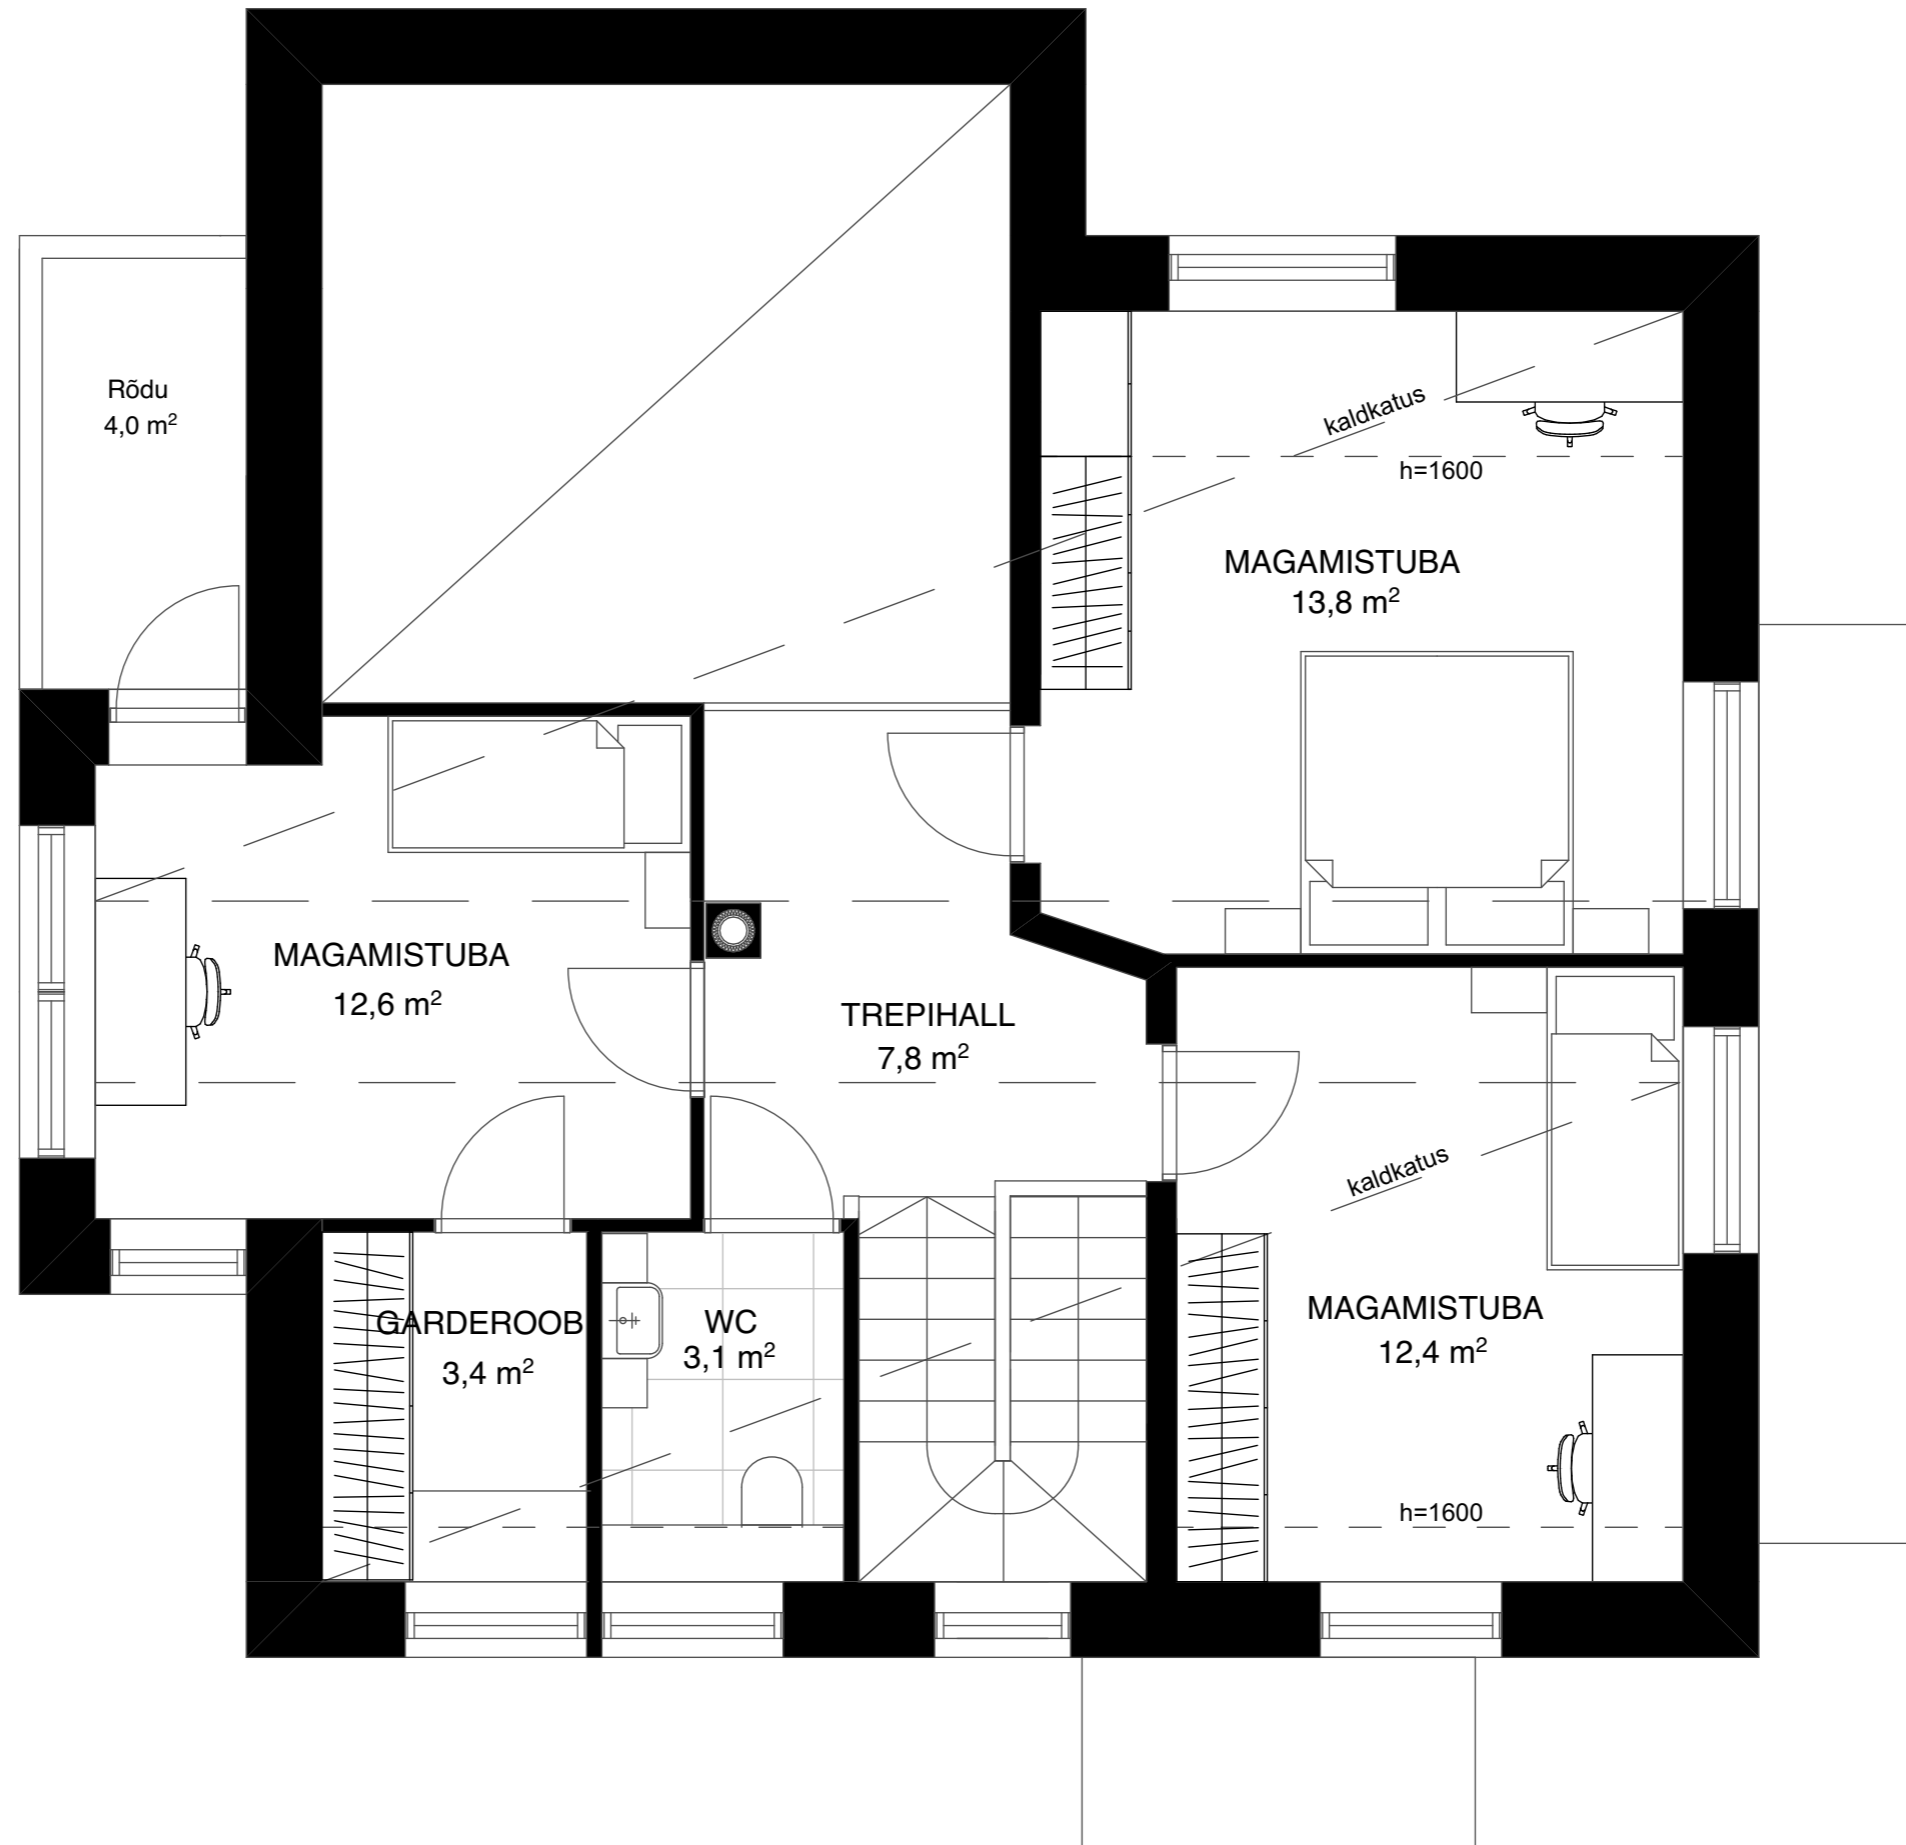 Rõdu
4,0 m²
kaldkatus
h=1600
MAGAMISTUBA
13,8 m²
MAGAMISTUBA
12,6 m²
TREPIHALL
7,8 m²
kaldkatus
GARDEROOB
3,4 m²
WC
3,1 m²
MAGAMISTUBA
12,4 m²
h=1600